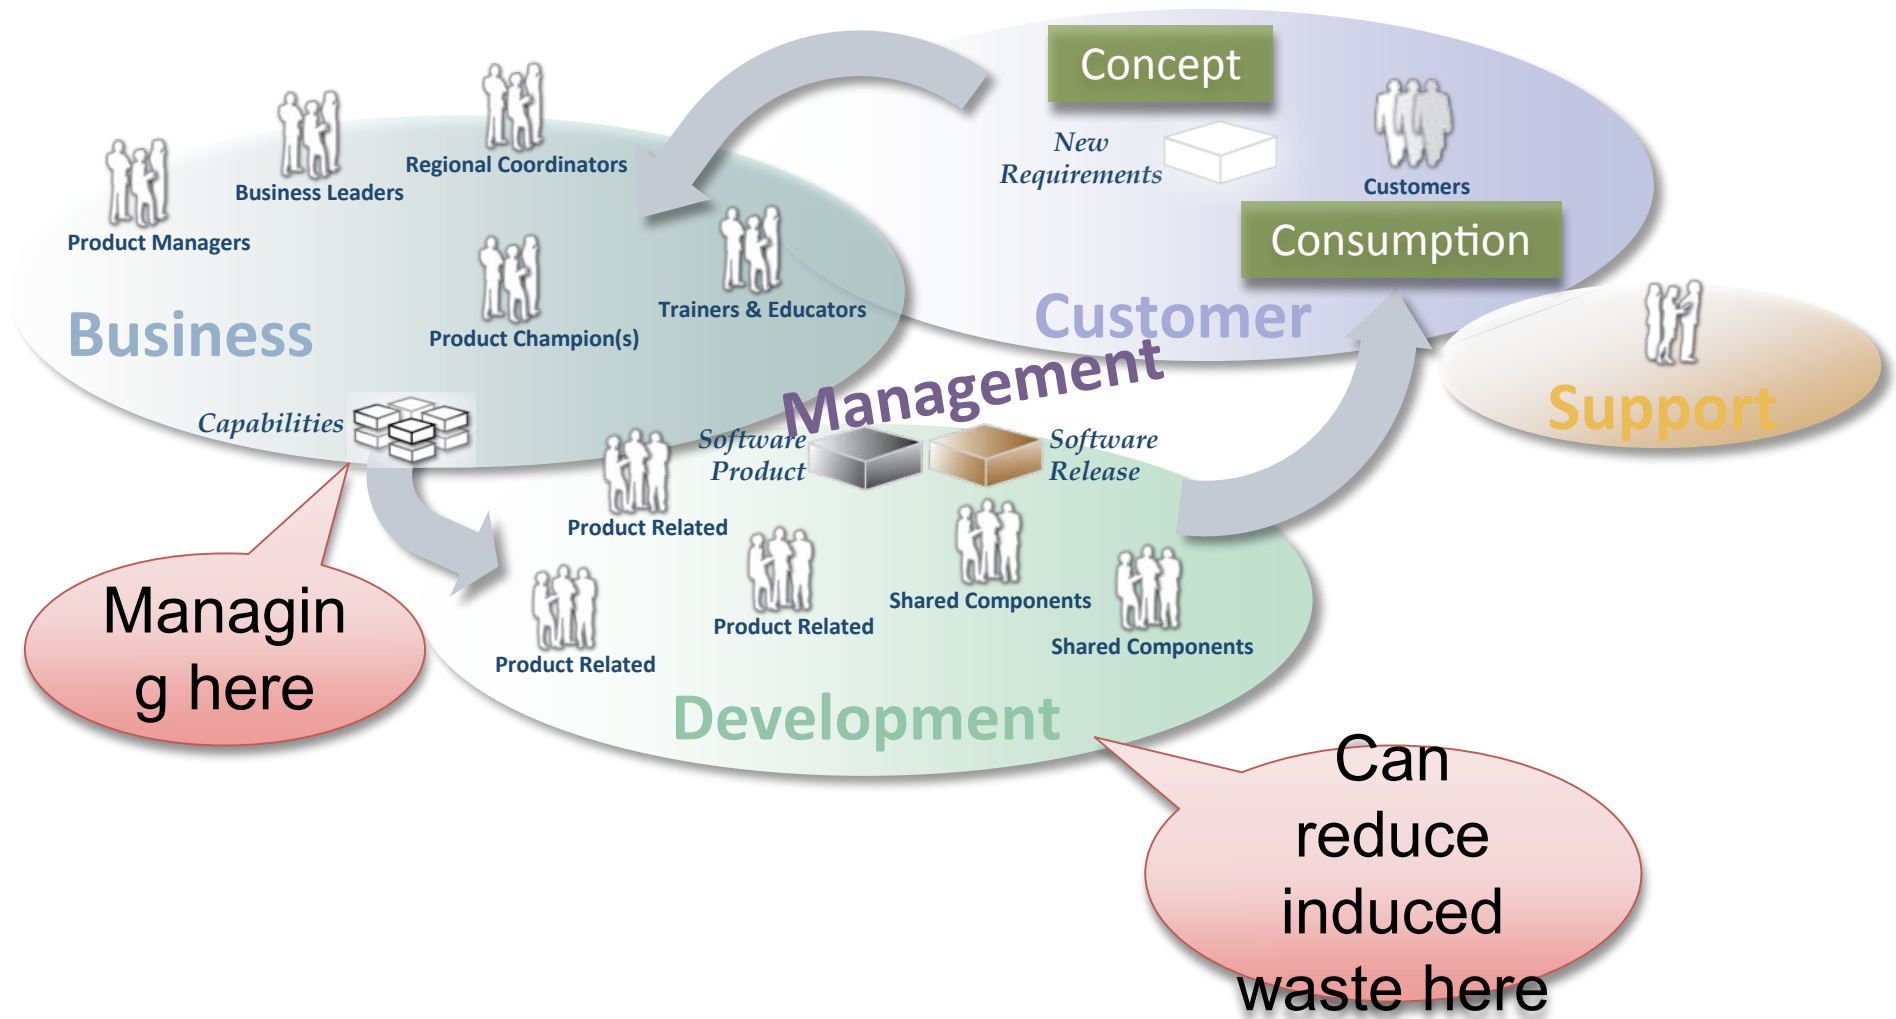 Concept
New
Requirements
Customers
Consumption
Customer
Regional Coordinators
Business Leaders
Product Managers
Trainers & Educators
Product Champion(s)
Business
Capabilities
Management
Support
Software
Product
Software
Release
Product Related
Product Related
Product Related
Shared Components
Shared Components
Development
Managin
g here
Can
reduce
induced
waste here